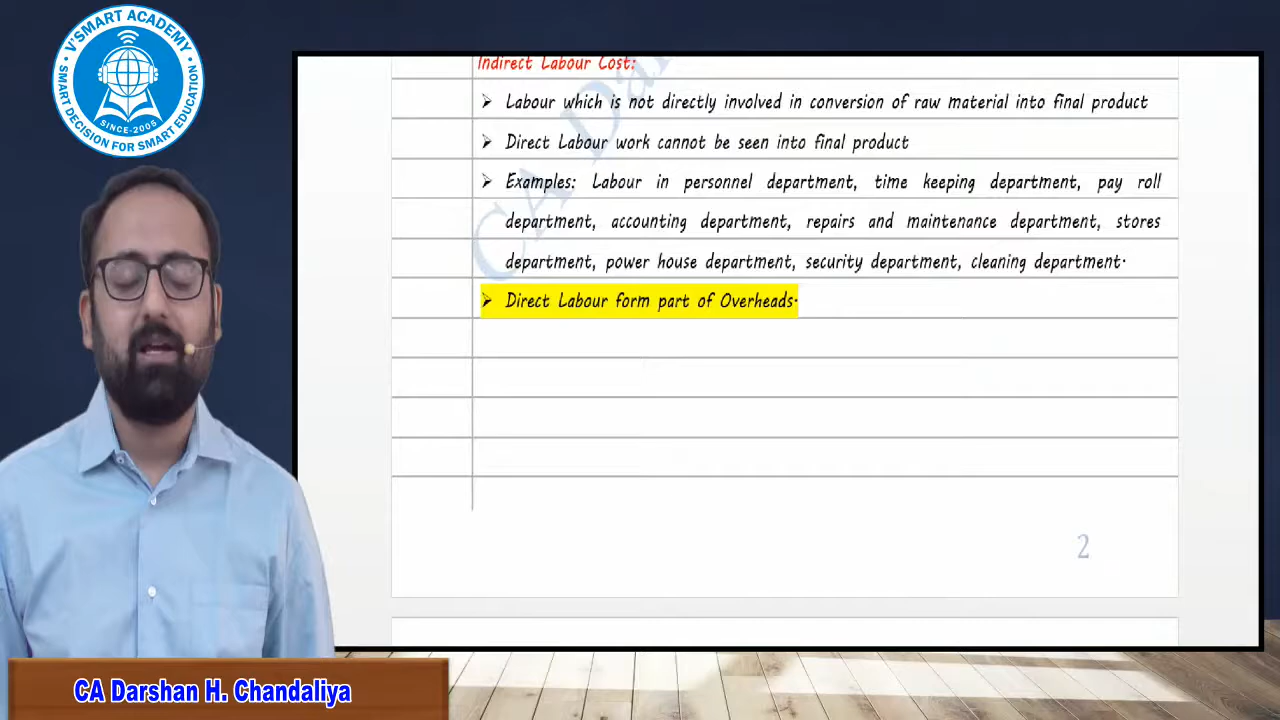 V'SMART ACADEMY
SINCE-2005
SMART DECISION FOR SMART EDUCATION
Indirect Labour Cost:
➢ Labour which is not directly involved in conversion of raw material into final product
➢ Direct Labour work cannot be seen into final product
➢ Examples: Labour in personnel department, time keeping department, pay roll
department, accounting department, repairs and maintenance department, stores
department, power house department, security department, cleaning department.
➢ Direct Labour form part of Overheads.
CA Dar
2
CA Darshan H. Chandaliya